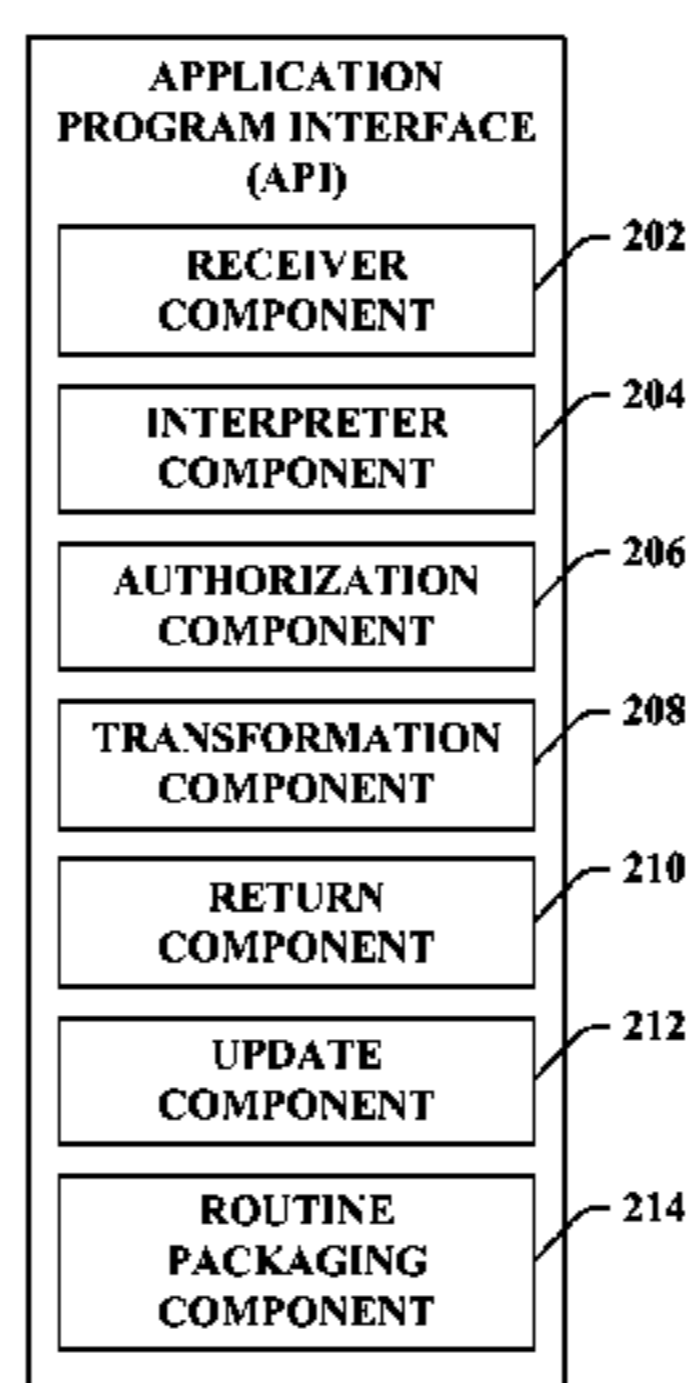 APPLICATION
PROGRAM INTERFACE
(API)
RECEIVER
COMPONENT
202
INTERPRETER
COMPONENT
204
AUTHORIZATION
COMPONENT
206
TRANSFORMATION
COMPONENT
208
RETURN
COMPONENT
210
UPDATE
COMPONENT
212
ROUTINE
PACKAGING
COMPONENT
214